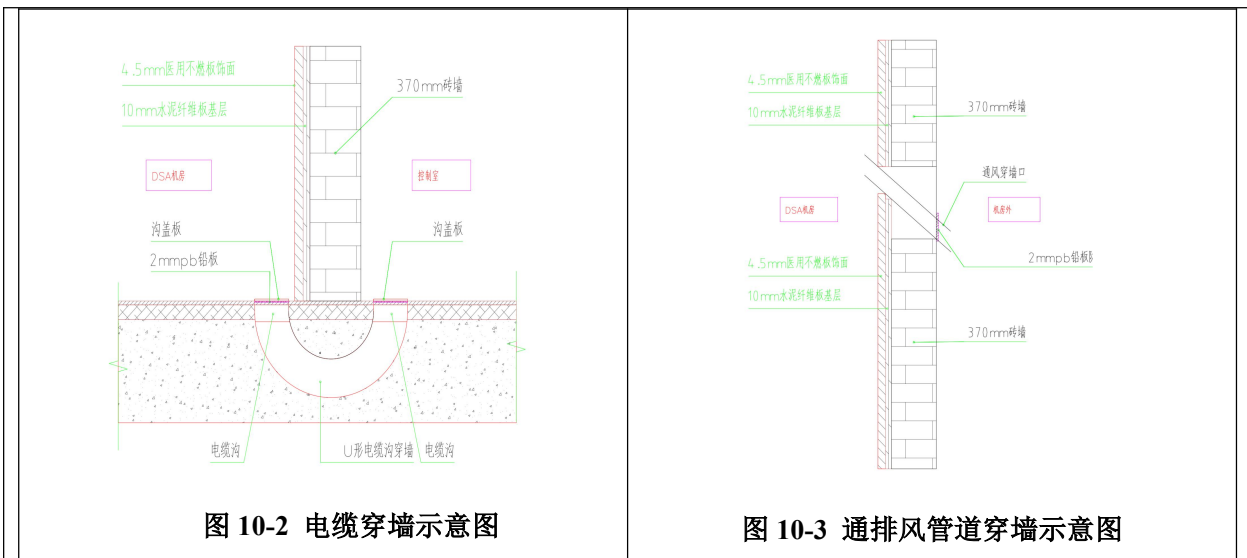 4.5mm医用不燃板饰面
370mm砖墙
10mm水泥纤维板基层
DSA机房
控制室
沟盖板
沟盖板
2mmpb铅板
电缆沟
U形电缆沟穿墙
电缆沟
图 10-2 电缆穿墙示意图
4.5mm医用不燃板饰面
370mm砖墙
10mm水泥纤维板基层
通风穿墙口
DSA机房
机房外
4.5mm医用不燃板饰面
2mmpb铅板
10mm水泥纤维板基层
370mm砖墙
图 10-3 通排风管道穿墙示意图